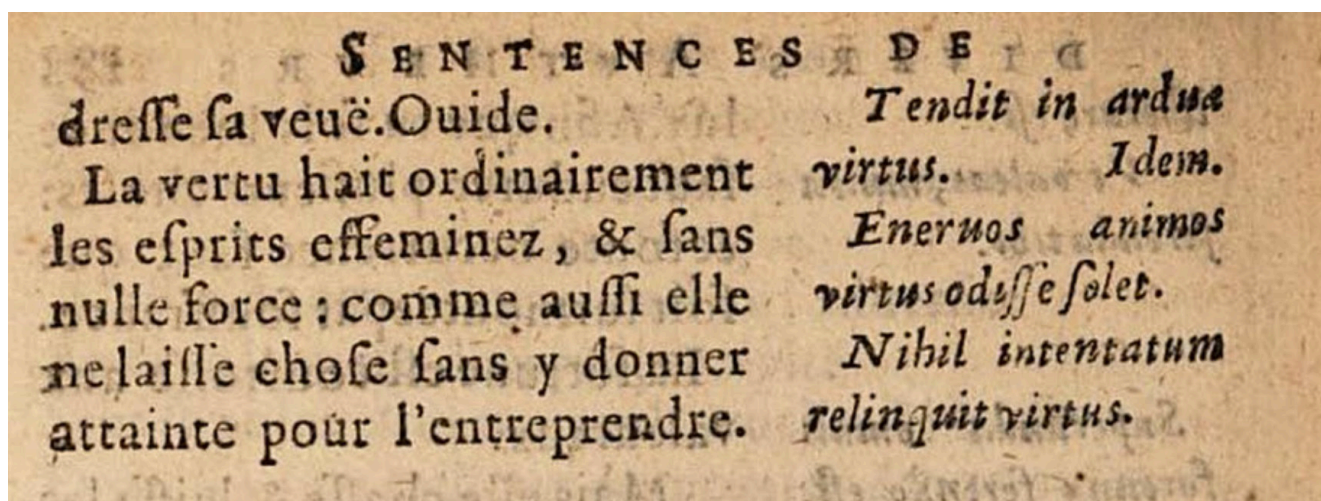 SENTENCES DE
dreſſe ſa veuë.Ouide.
La vertu hait ordinairement
les eſprits effeminez, & ſans
nulle force : comme auſſi elle
ne laiſſe choſe ſans y donner
attainte pour l'entreprendre.
Tendit in ardua
virtus. Idem.
Eneruos animos
virtus odiſſe ſolet.
Nihil intentatum
relinquit virtus.